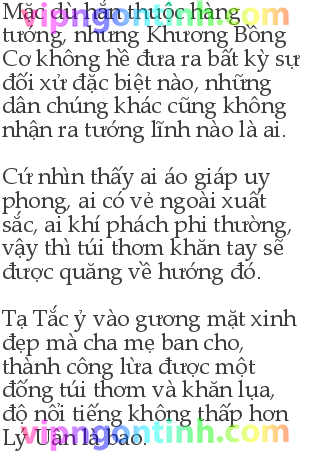 Mặc dù hắn thuộc hàng
tướng, nhưng Khương Bồng
Cơ không hề đưa ra bất kỳ sự
đối xử đặc biệt nào, những
dân chúng khác cũng không
nhận ra tướng lĩnh nào là ai.
Cứ nhìn thấy ai áo giáp uy
phong, ai có vẻ ngoài xuất
sắc, ai khí phách phi thường,
vậy thì túi thơm khăn tay sẽ
được quăng về hướng đó.
Tạ Tắc ỷ vào gương mặt xinh
đẹp mà cha mẹ ban cho,
thành công lừa được một
đống túi thơm và khăn lụa,
độ nổi tiếng không thấp hơn
Lý Uân là bao.
vipngontinh.com
vipngontinh.com